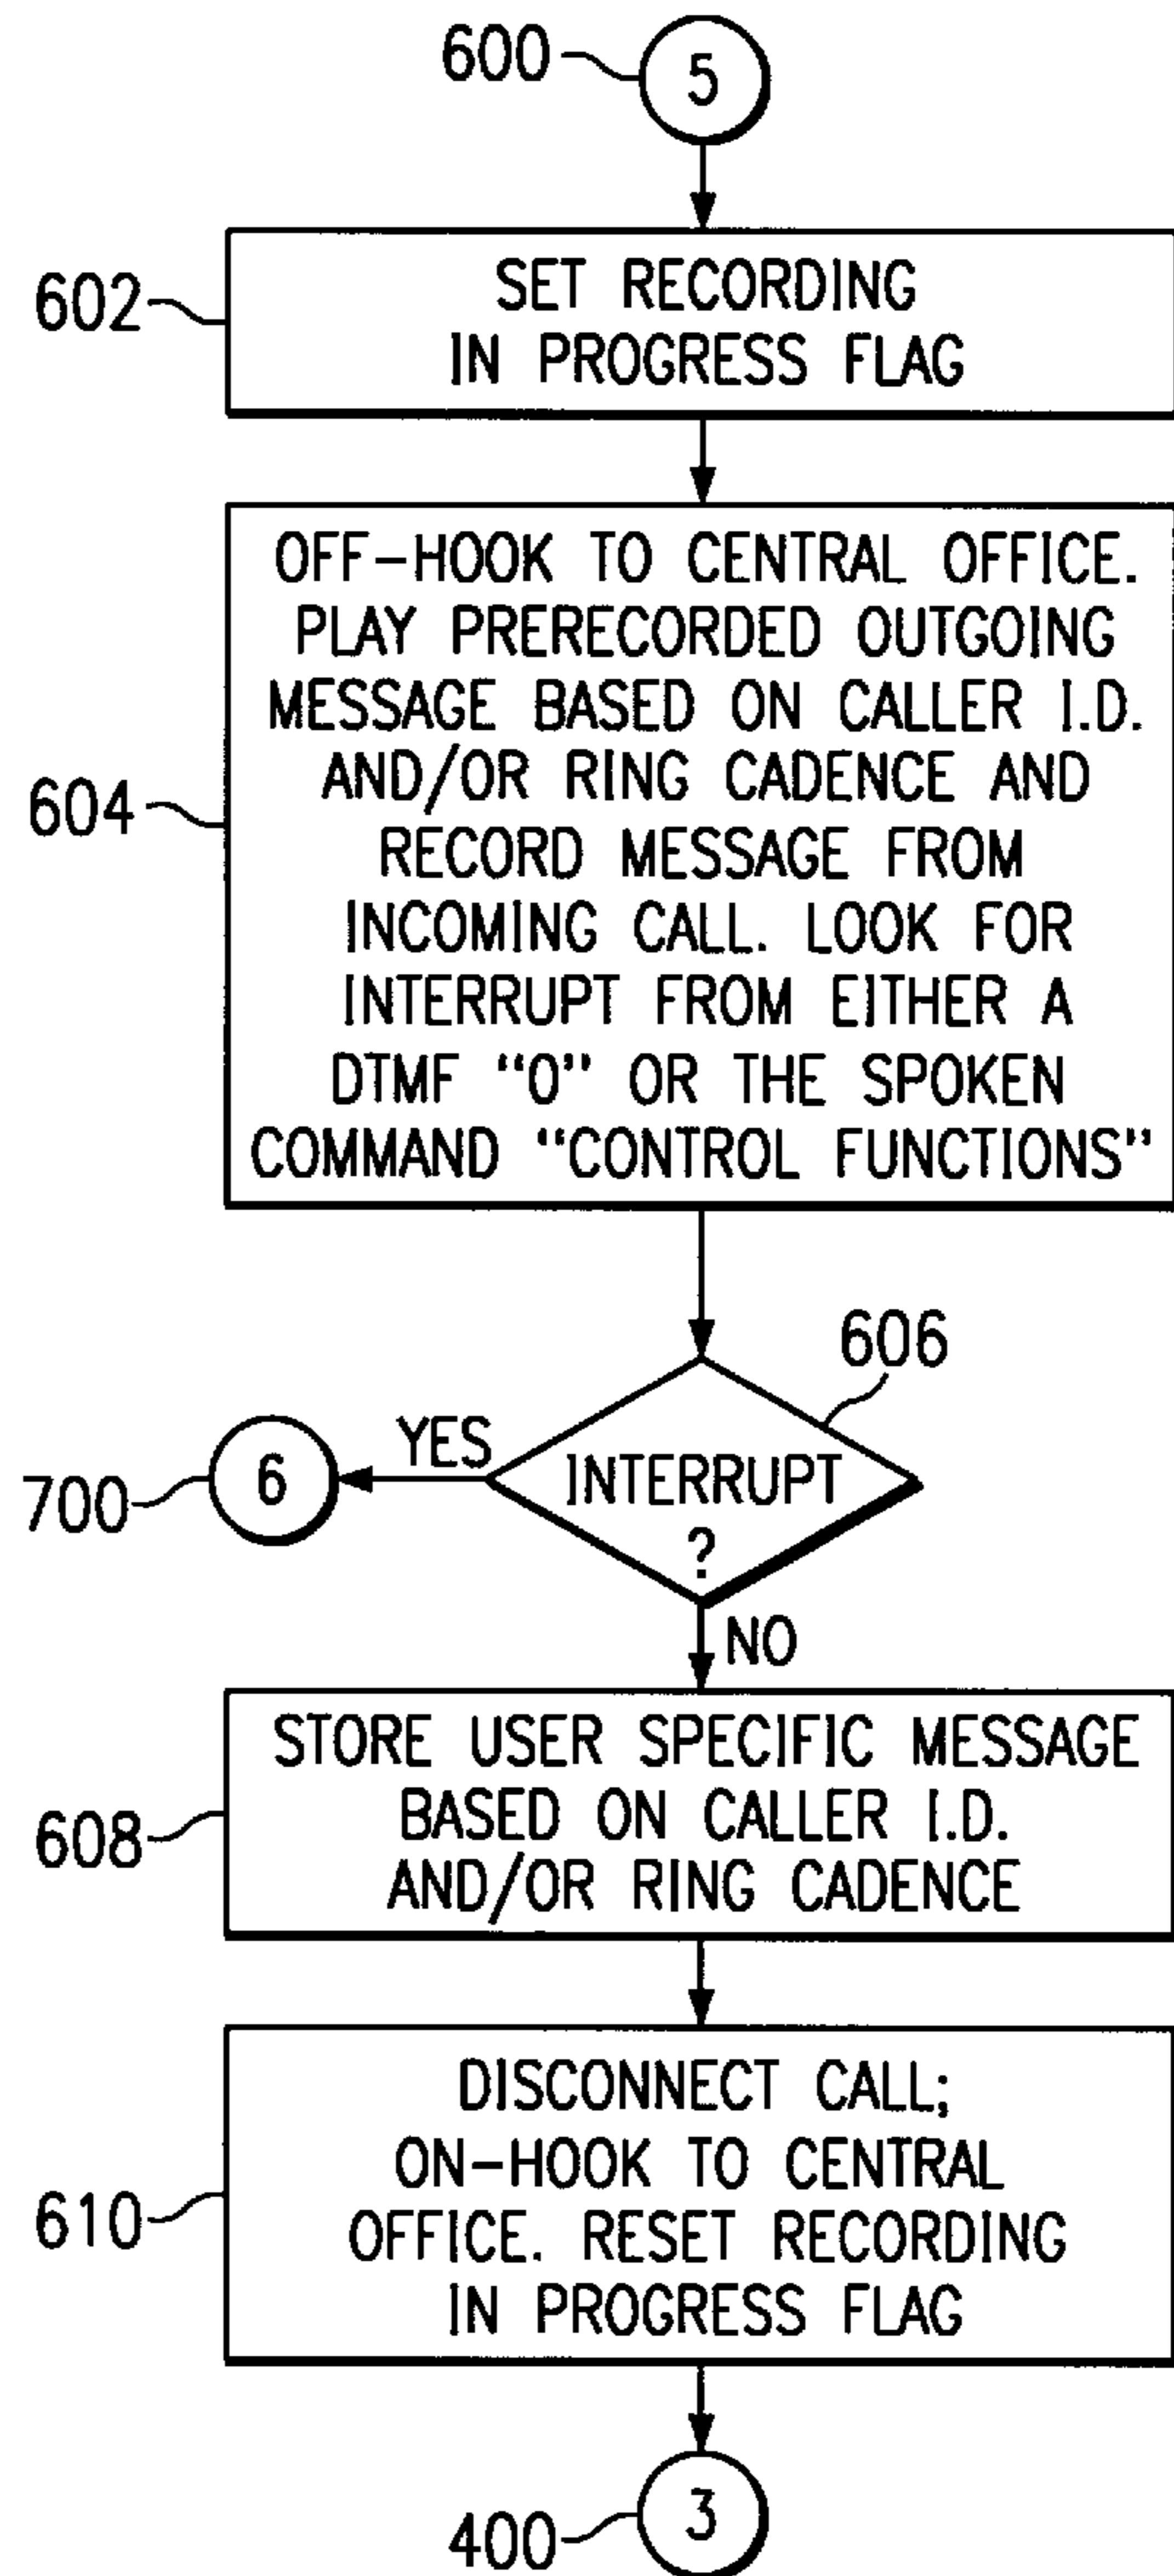 600
5
602
SET RECORDING
IN PROGRESS FLAG
604
OFF-HOOK TO CENTRAL OFFICE.
PLAY PRERECORDED OUTGOING
MESSAGE BASED ON CALLER I.D.
AND/OR RING CADENCE AND
RECORD MESSAGE FROM
INCOMING CALL. LOOK FOR
INTERRUPT FROM EITHER A
DTMF "0" OR THE SPOKEN
COMMAND "CONTROL FUNCTIONS"
606
700
6
YES
INTERRUPT
?
NO
608
STORE USER SPECIFIC MESSAGE
BASED ON CALLER I.D.
AND/OR RING CADENCE
610
DISCONNECT CALL;
ON-HOOK TO CENTRAL
OFFICE. RESET RECORDING
IN PROGRESS FLAG
400
3